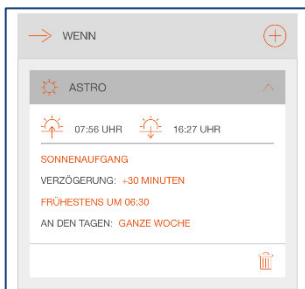 WENN
ASTRO
07:56 UHR 16:27 UHR
SONNENAUFGANG
VERZÖGERUNG: +30 MINUTEN
FRÜHESTENS UM 06:30
AN DEN TAGEN: GANZE WOCHE